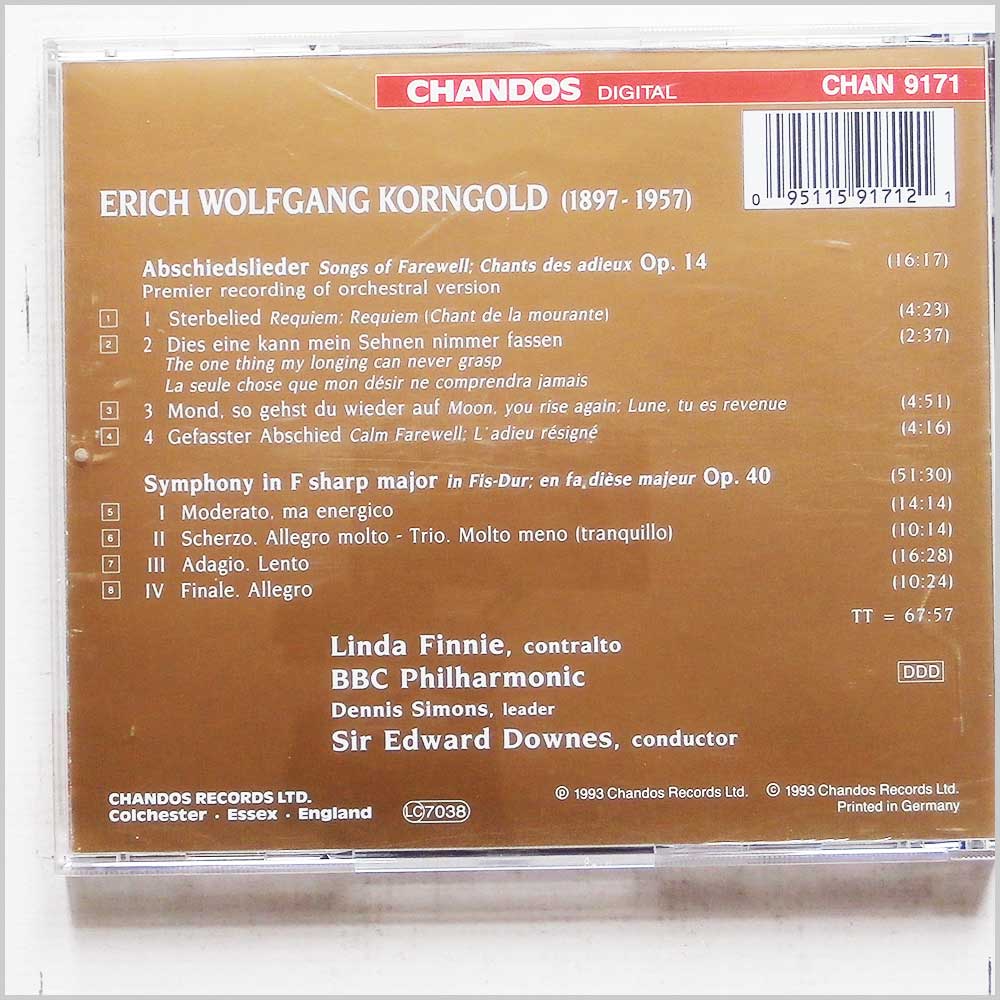 CHANDOS DIGITAL CHAN 9171
0 95115 91712 1
ERICH WOLFGANG KORNGOLD (1897-1957)
Abschiedslieder Songs of Farewell; Chants des adieux Op. 14 (16:17)
Premier recording of orchestral version
1 1 Sterbelied Requiem; Requiem (Chant de la mourante) (4:23)
2 2 Dies eine kann mein Sehnen nimmer fassen (2:37)
The one thing my longing can never grasp
La seule chose que mon désir ne comprendra jamais
3 3 Mond, so gehst du wieder auf Moon, you rise again; Lune, tu es revenue (4:51)
4 4 Gefasster Abschied Calm Farewell; L'adieu résigné (4:16)
Symphony in F sharp major in Fis-Dur; en fa dièse majeur Op. 40 (51:30)
5 I Moderato, ma energico (14:14)
6 II Scherzo. Allegro molto - Trio. Molto meno (tranquillo) (10:14)
7 III Adagio. Lento (16:28)
8 IV Finale. Allegro (10:24)
TT = 67:57
Linda Finnie, contralto
BBC Philharmonic
DDD
Dennis Simons, leader
Sir Edward Downes, conductor
CHANDOS RECORDS LTD.
Colchester · Essex · England
LC 7038
℗ 1993 Chandos Records Ltd. © 1993 Chandos Records Ltd.
Printed in Germany